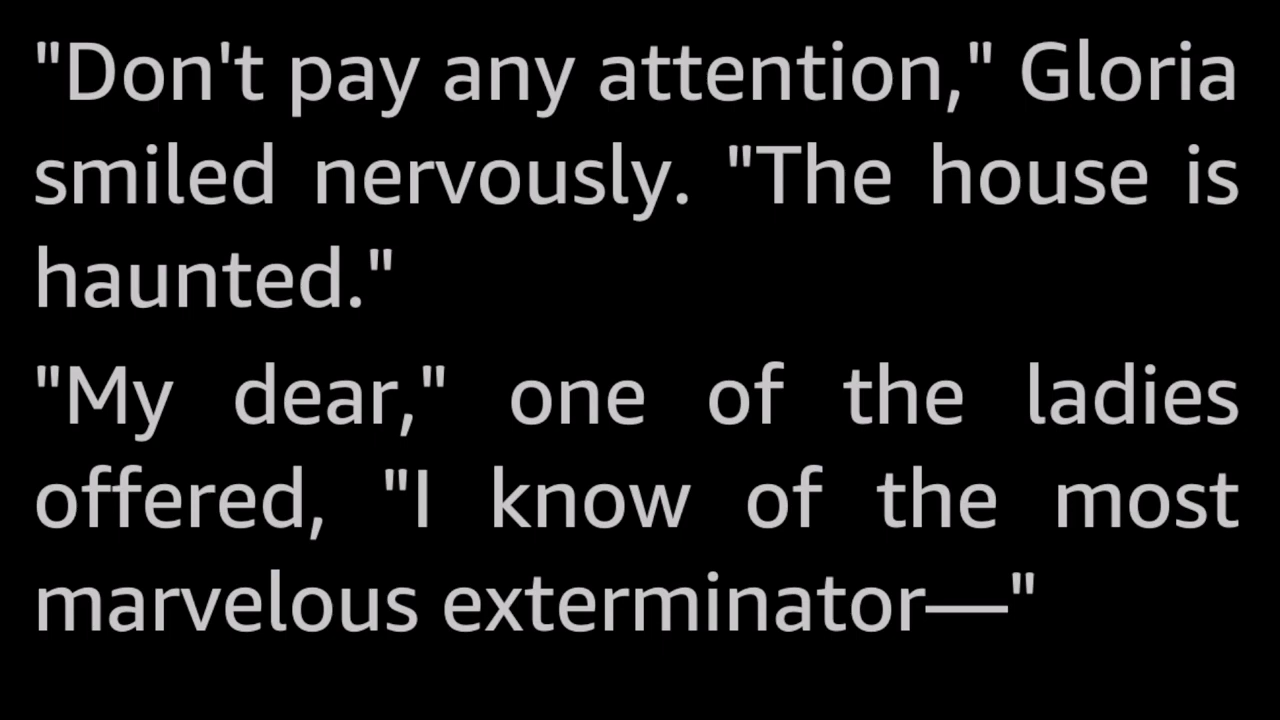 "Don't pay any attention," Gloria
smiled nervously. "The house is
haunted."
"My dear," one of the ladies
offered, "I know of the most
marvelous exterminator—"